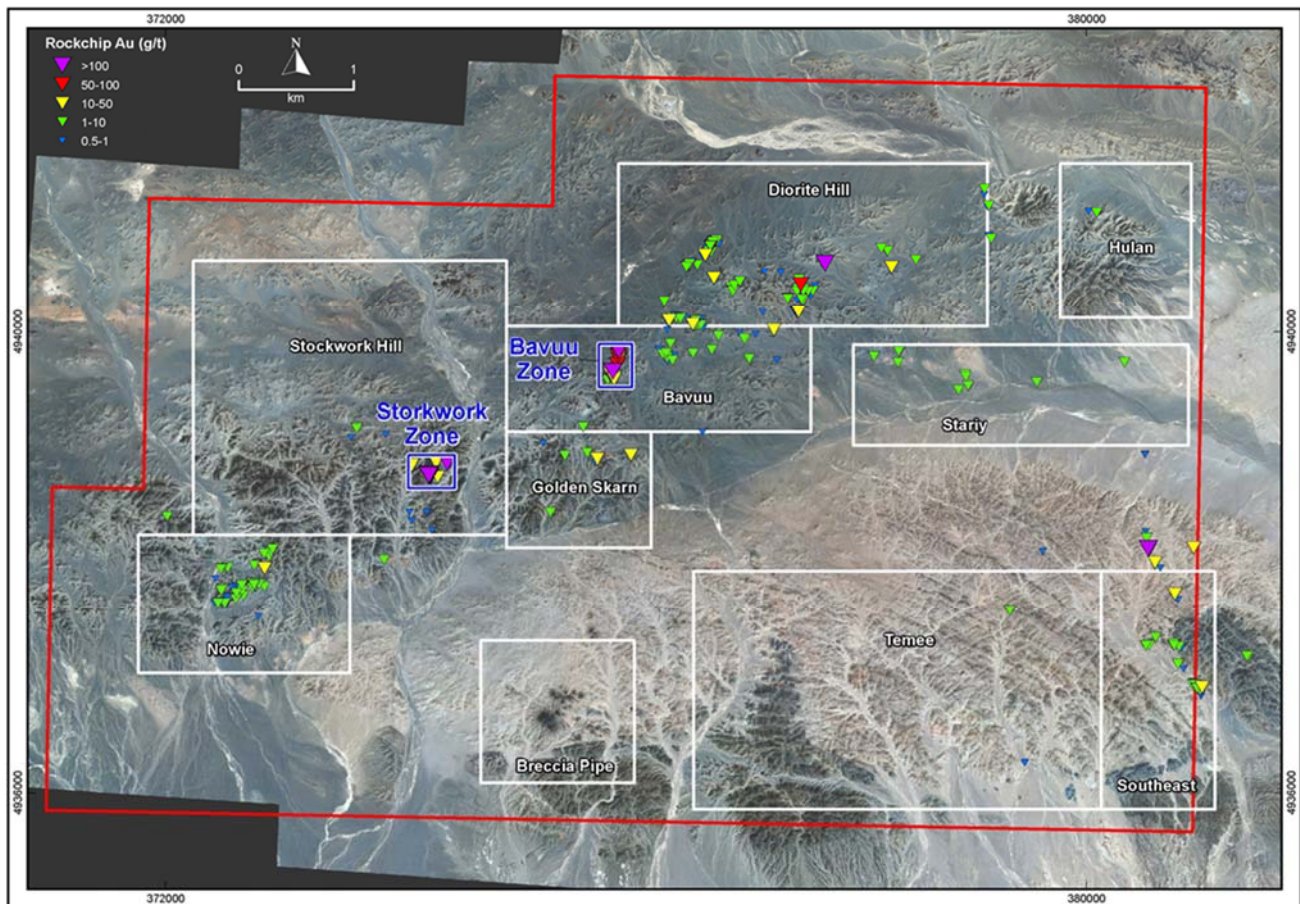 372000
380000
Rockchip Au (g/t)
>100
50-100
10-50
1-10
0.5-1
N
0
1
km
Diorite Hill
Hulan
4940000
4940000
Stockwork Hill
Bavuu
Zone
Bavuu
Storkwork
Zone
Stariy
Golden Skarn
Nowie
Temee
Breccia Pipe
Southeast
4936000
4936000
372000
380000